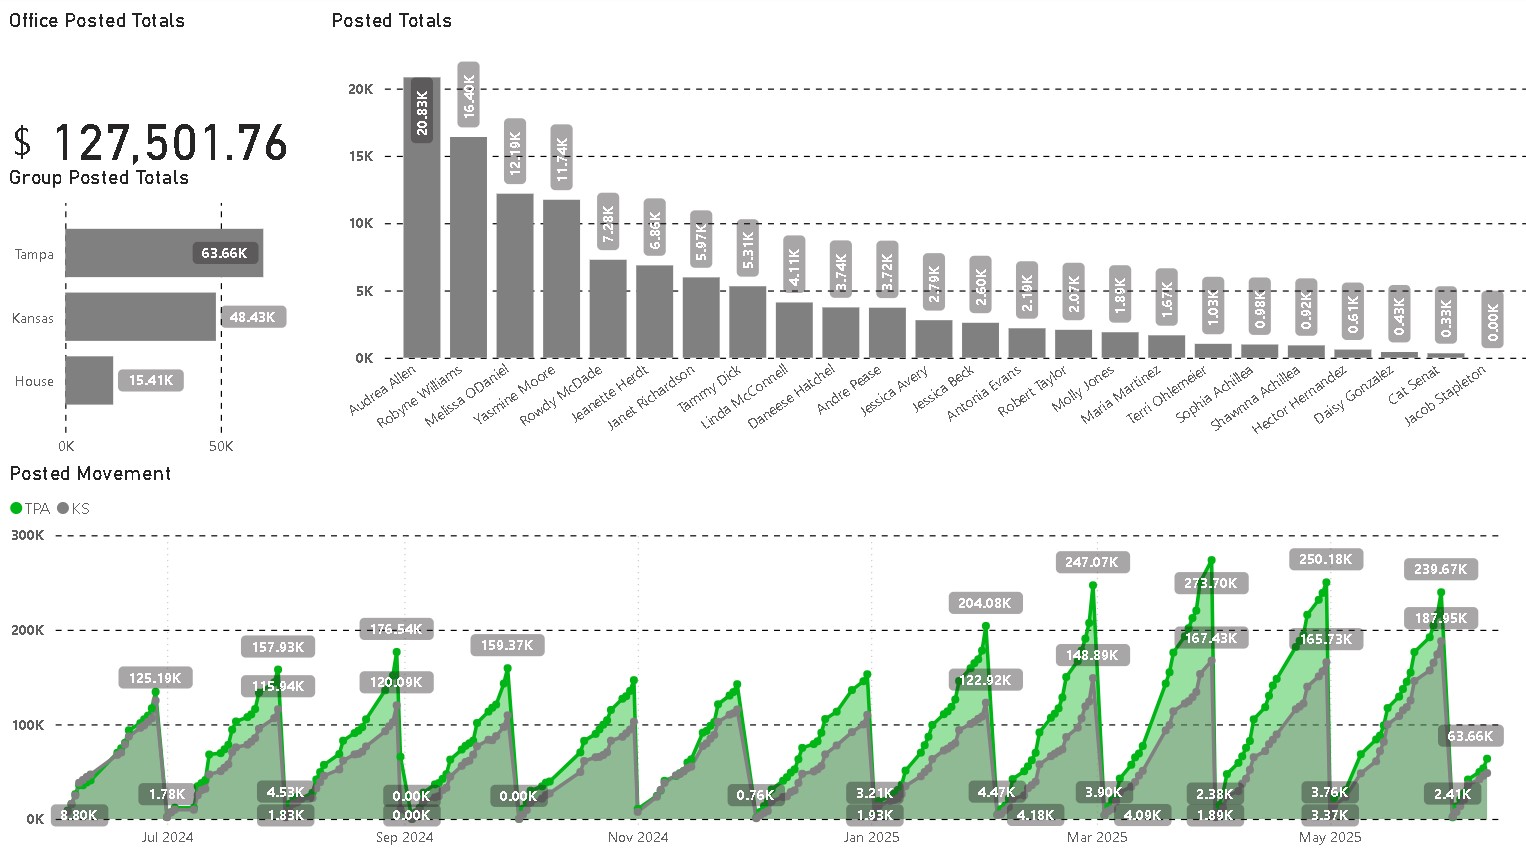 Office Posted Totals
$ 127,501.76
Group Posted Totals
Tampa 63.66K
Kansas 48.43K
House 15.41K
0K 50K
Posted Totals
20K
15K
10K
5K
0K
20.83K 16.40K 12.19K 11.74K 7.28K 6.86K 5.97K 5.31K 4.11K 3.74K 3.72K 2.79K 2.60K 2.19K 2.07K 1.89K 1.67K 1.03K 0.98K 0.92K 0.61K 0.43K 0.33K 0.00K
Audrea Allen
Robyne Williams
Melissa ODaniel
Yasmine Moore
Rowdy McDade
Jeanette Herdt
Janet Richardson
Tammy Dick
Linda McConnell
Daneese Hatchel
Andre Pease
Jessica Avery
Jessica Beck
Antonia Evans
Robert Taylor
Molly Jones
Maria Martinez
Terri Ohlemeier
Sophia Achillea
Shawnna Achillea
Hector Hernandez
Daisy Gonzalez
Cat Senat
Jacob Stapleton
Posted Movement
TPA KS
300K
200K
100K
0K
125.19K 157.93K 176.54K 159.37K 204.08K 247.07K 273.70K 250.18K 239.67K
115.94K 120.09K 122.92K 148.89K 167.43K 165.73K 187.95K
63.66K
1.78K 4.53K 0.00K 0.00K 0.76K 3.21K 4.47K 3.90K 2.38K 3.76K 2.41K
8.80K 1.83K 0.00K 1.93K 4.18K 4.09K 1.89K 3.37K
Jul 2024 Sep 2024 Nov 2024 Jan 2025 Mar 2025 May 2025